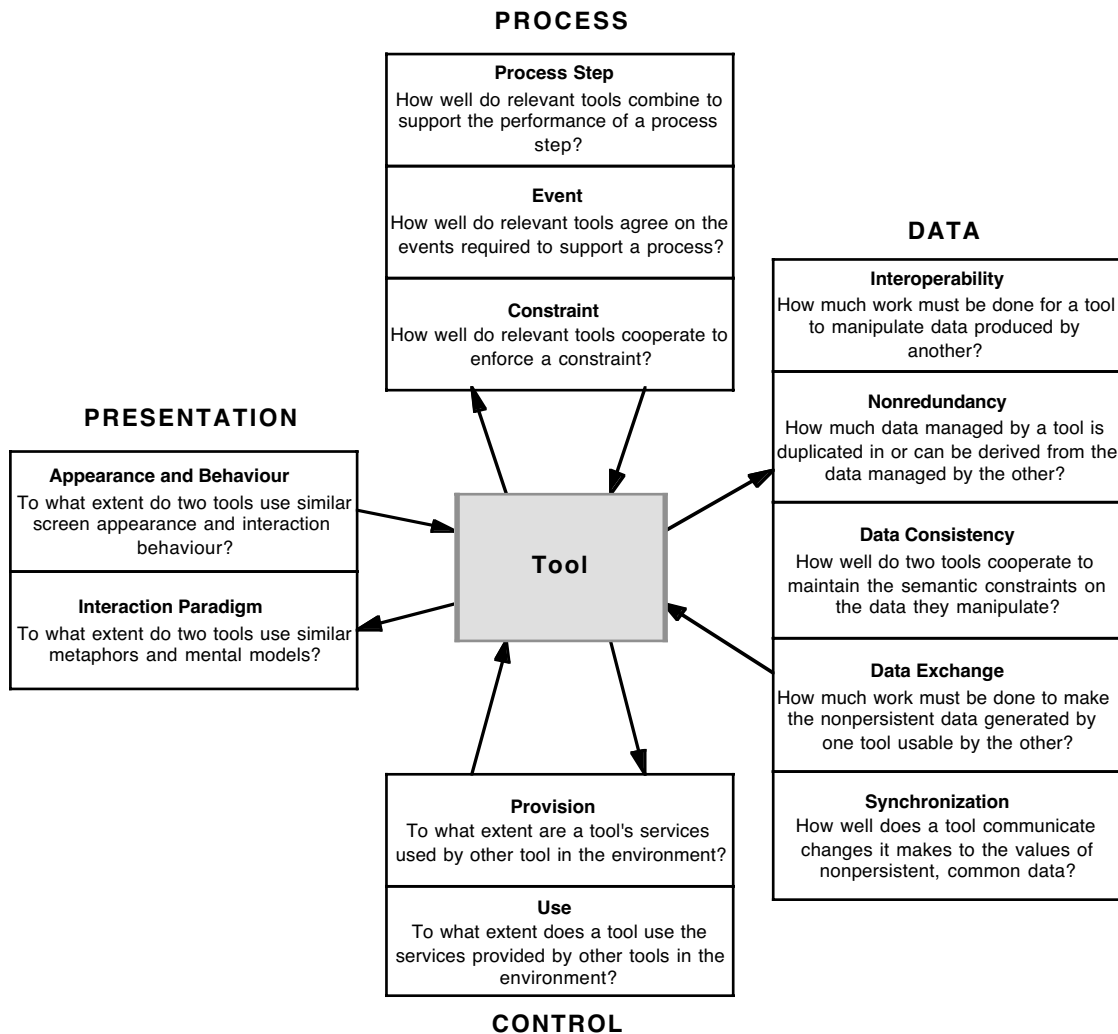 PROCESS
Process Step
How well do relevant tools combine to
support the performance of a process
step?
Event
How well do relevant tools agree on the
events required to support a process?
Constraint
How well do relevant tools cooperate to
enforce a constraint?
PRESENTATION
Appearance and Behaviour
To what extent do two tools use similar
screen appearance and interaction
behaviour?
Interaction Paradigm
To what extent do two tools use similar
metaphors and mental models?
Tool
DATA
Interoperability
How much work must be done for a tool
to manipulate data produced by
another?
Nonredundancy
How much data managed by a tool is
duplicated in or can be derived from the
data managed by the other?
Data Consistency
How well do two tools cooperate to
maintain the semantic constraints on
the data they manipulate?
Data Exchange
How much work must be done to make
the nonpersistent data generated by
one tool usable by the other?
Synchronization
How well does a tool communicate
changes it makes to the values of
nonpersistent, common data?
Provision
To what extent are a tool's services
used by other tool in the environment?
Use
To what extent does a tool use the
services provided by other tools in the
environment?
CONTROL